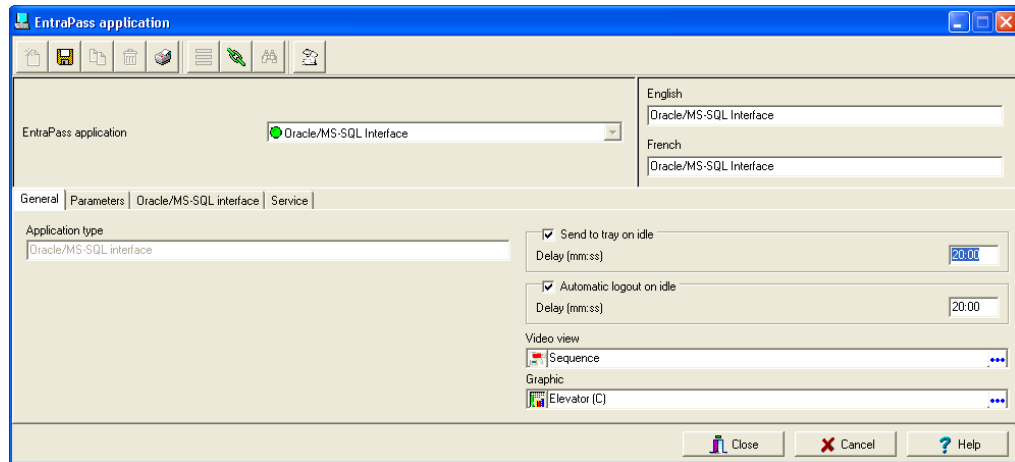 EntraPass application
English
Oracle/MS-SQL Interface
EntraPass application
Oracle/MS-SQL Interface
French
Oracle/MS-SQL Interface
General
Parameters
Oracle/MS-SQL interface
Service
Application type
Oracle/MS-SQL interface
Send to tray on idle
Delay (mm:ss)
20:00
Automatic logout on idle
Delay (mm:ss)
20:00
Video view
Sequence
Graphic
Elevator (C)
Close
Cancel
Help